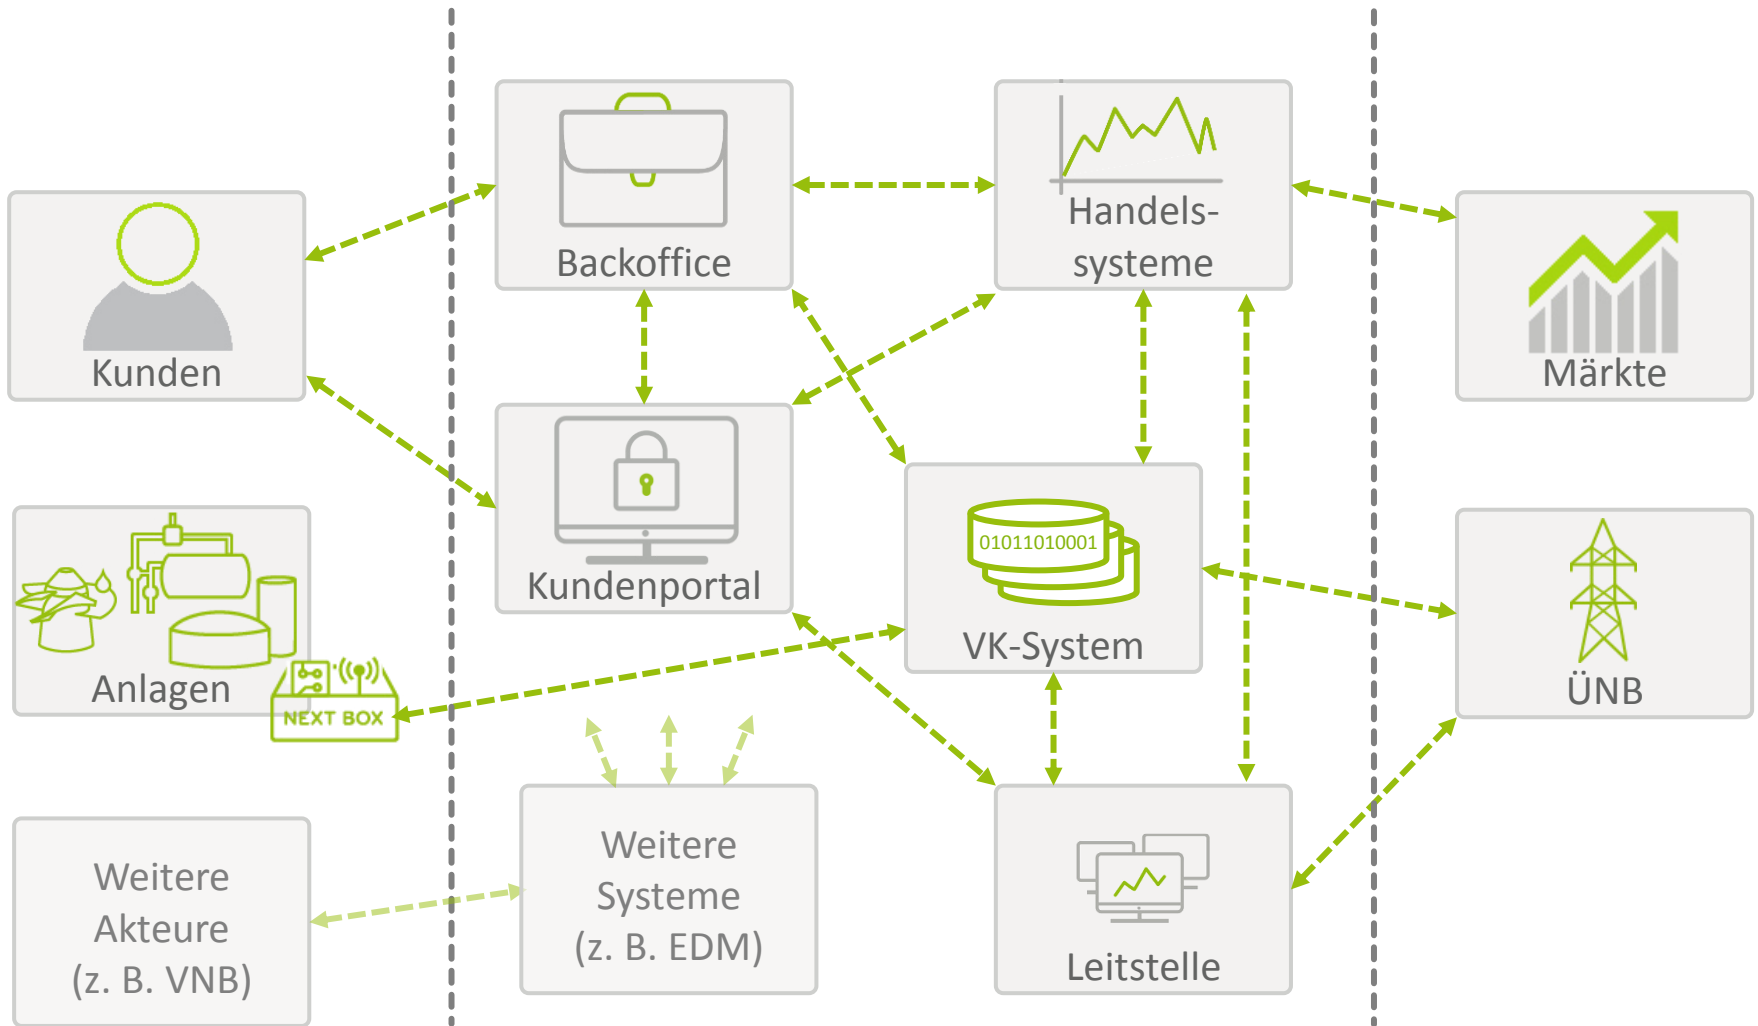 Kunden
Anlagen
NEXT BOX
Weitere
Akteure
(z. B. VNB)
Backoffice
Kundenportal
Weitere
Systeme
(z. B. EDM)
Handels-
systeme
01011010001
VK-System
Leitstelle
Märkte
ÜNB